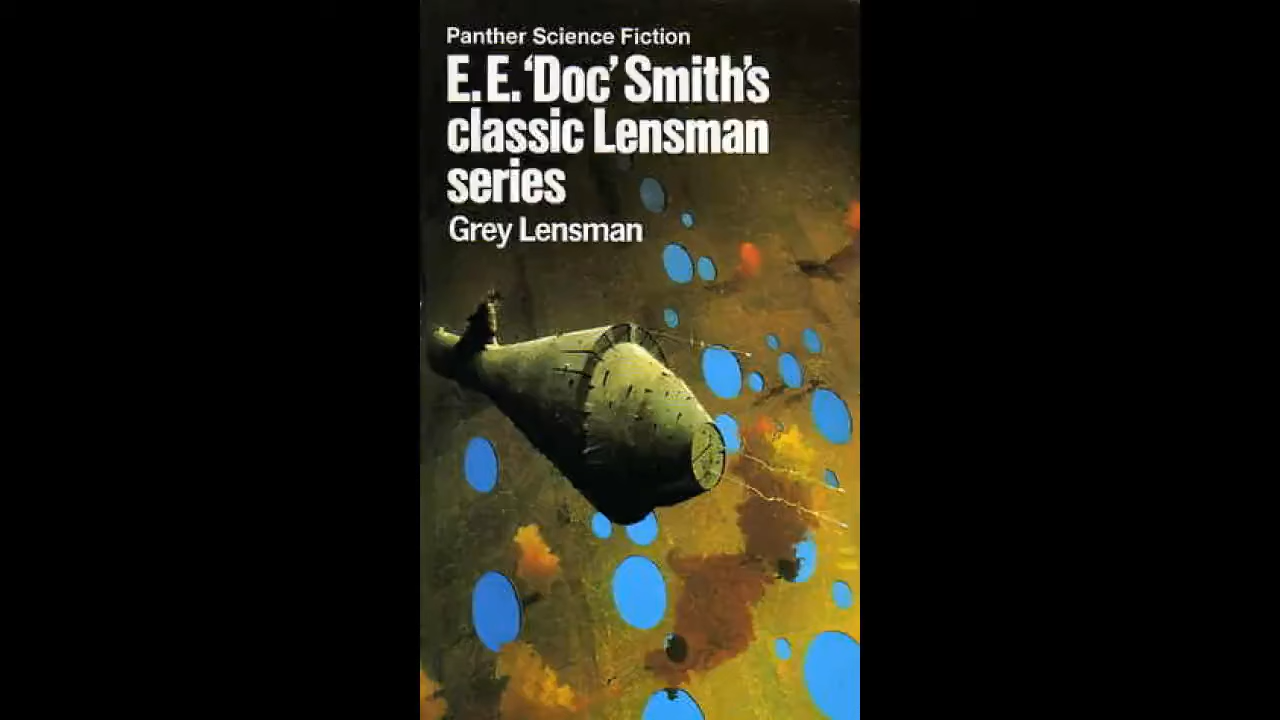 Panther Science Fiction
E.E.‘Doc’ Smith’s
classic Lensman
series
Grey Lensman